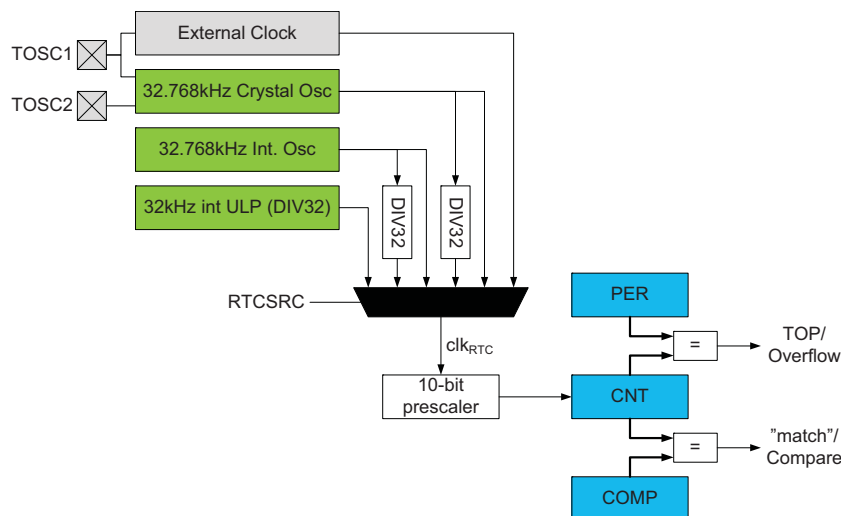 External Clock
TOSC1
32.768kHz Crystal Osc
TOSC2
32.768kHz Int. Osc
32kHz int ULP (DIV32)
DIV32
DIV32
RTCSRC
PER
clkRTC
=
TOP/
Overflow
10-bit
prescaler
CNT
=
”match”/
Compare
COMP